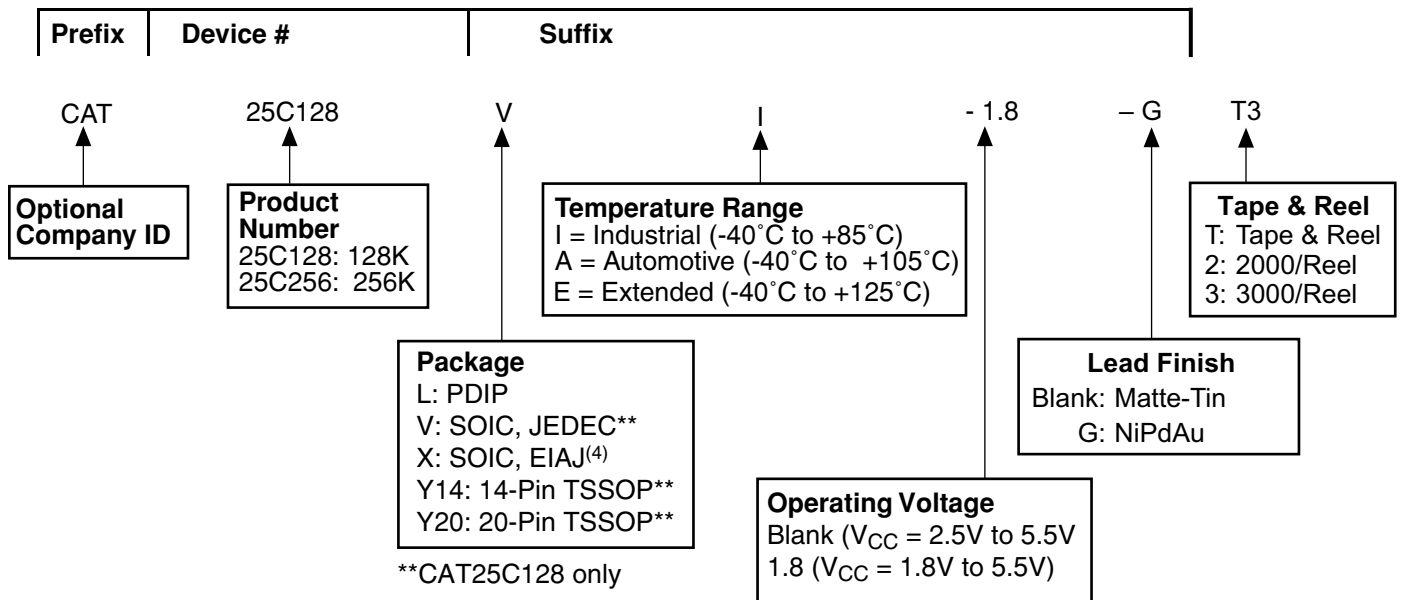 Prefix Device # Suffix
CAT 25C128 V I - 1.8 – G T3
Optional
Company ID
Product
Number
25C128: 128K
25C256: 256K
Temperature Range
I = Industrial (-40˚C to +85˚C)
A = Automotive (-40˚C to +105˚C)
E = Extended (-40˚C to +125˚C)
Tape & Reel
T: Tape & Reel
2: 2000/Reel
3: 3000/Reel
Package
L: PDIP
V: SOIC, JEDEC**
X: SOIC, EIAJ(4)
Y14: 14-Pin TSSOP**
Y20: 20-Pin TSSOP**
**CAT25C128 only
Operating Voltage
Blank (VCC = 2.5V to 5.5V
1.8 (VCC = 1.8V to 5.5V)
Lead Finish
Blank: Matte-Tin
G: NiPdAu